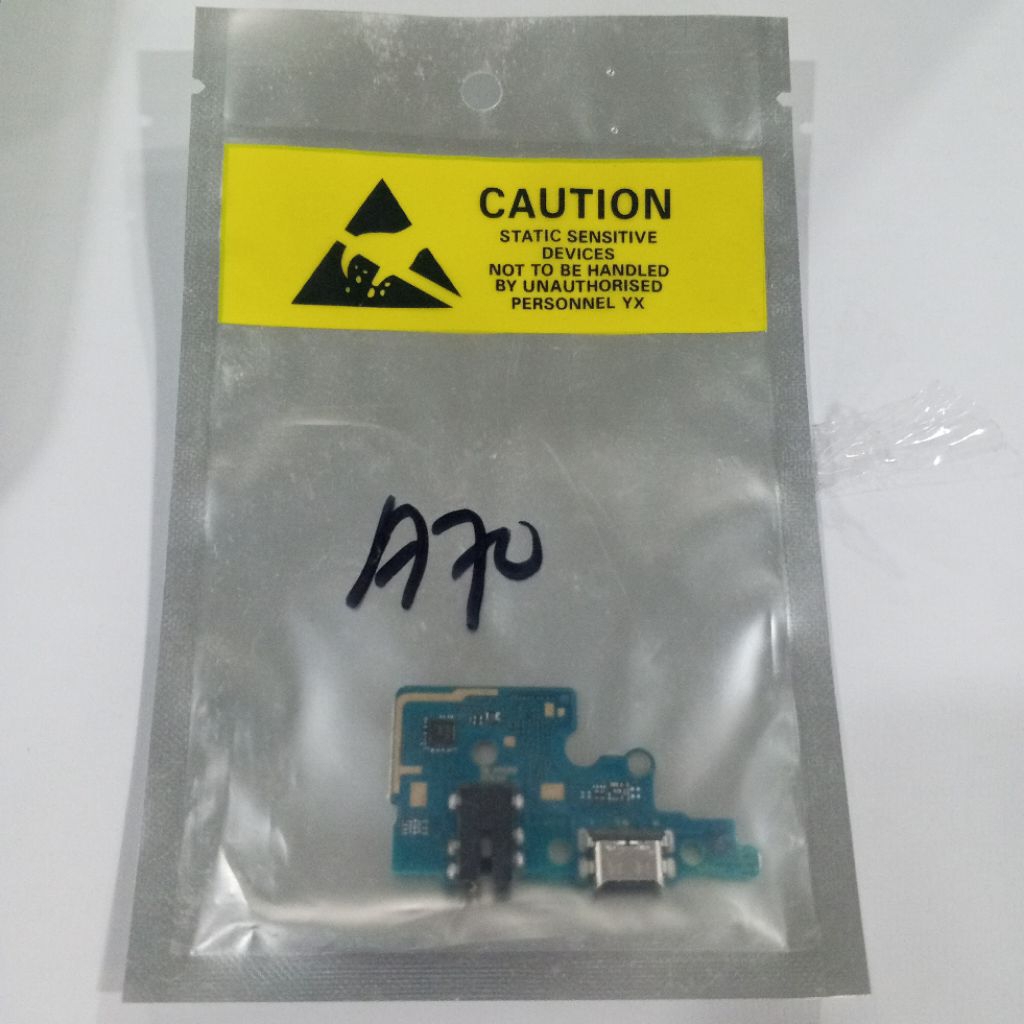 CAUTION
STATIC SENSITIVE
DEVICES
NOT TO BE HANDLED
BY UNAUTHORISED
PERSONNEL YX
A70